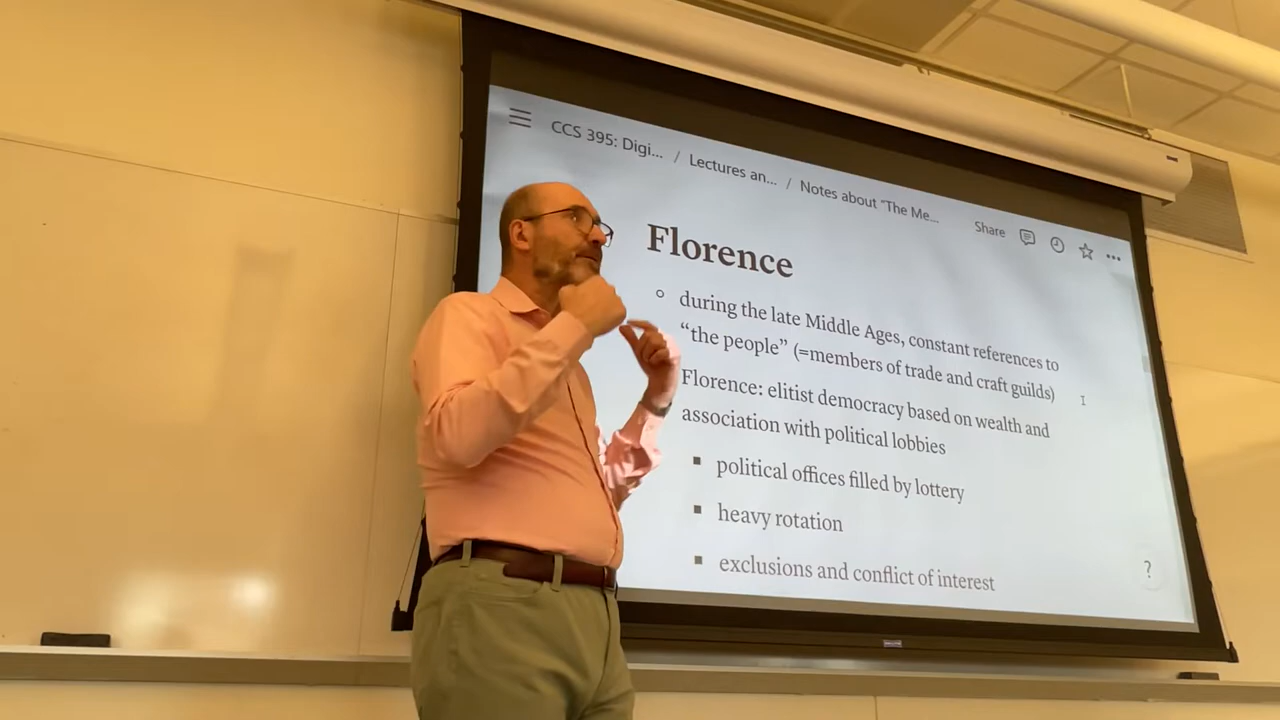 CCS 395: Digi... / Lectures an... / Notes about "The Me...
Share
Florence
during the late Middle Ages, constant references to
“the people” (=members of trade and craft guilds)
Florence: elitist democracy based on wealth and
association with political lobbies
political offices filled by lottery
heavy rotation
exclusions and conflict of interest
?